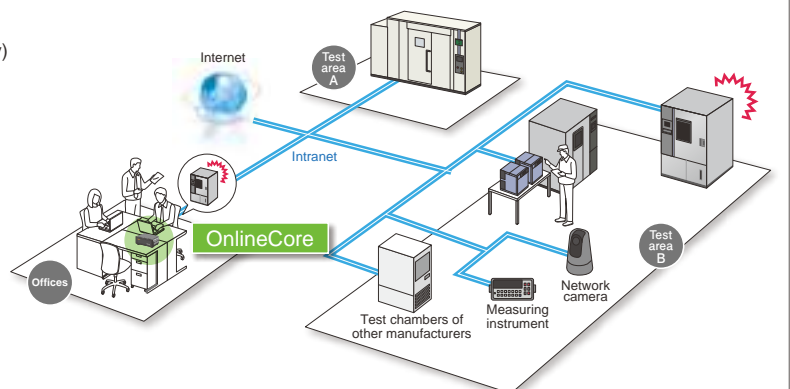 )
Internet
Test
area
A
Intranet
OnlineCore
Offices
Test
area
B
Network
camera
Measuring
instrument
Test chambers of
other manufacturers